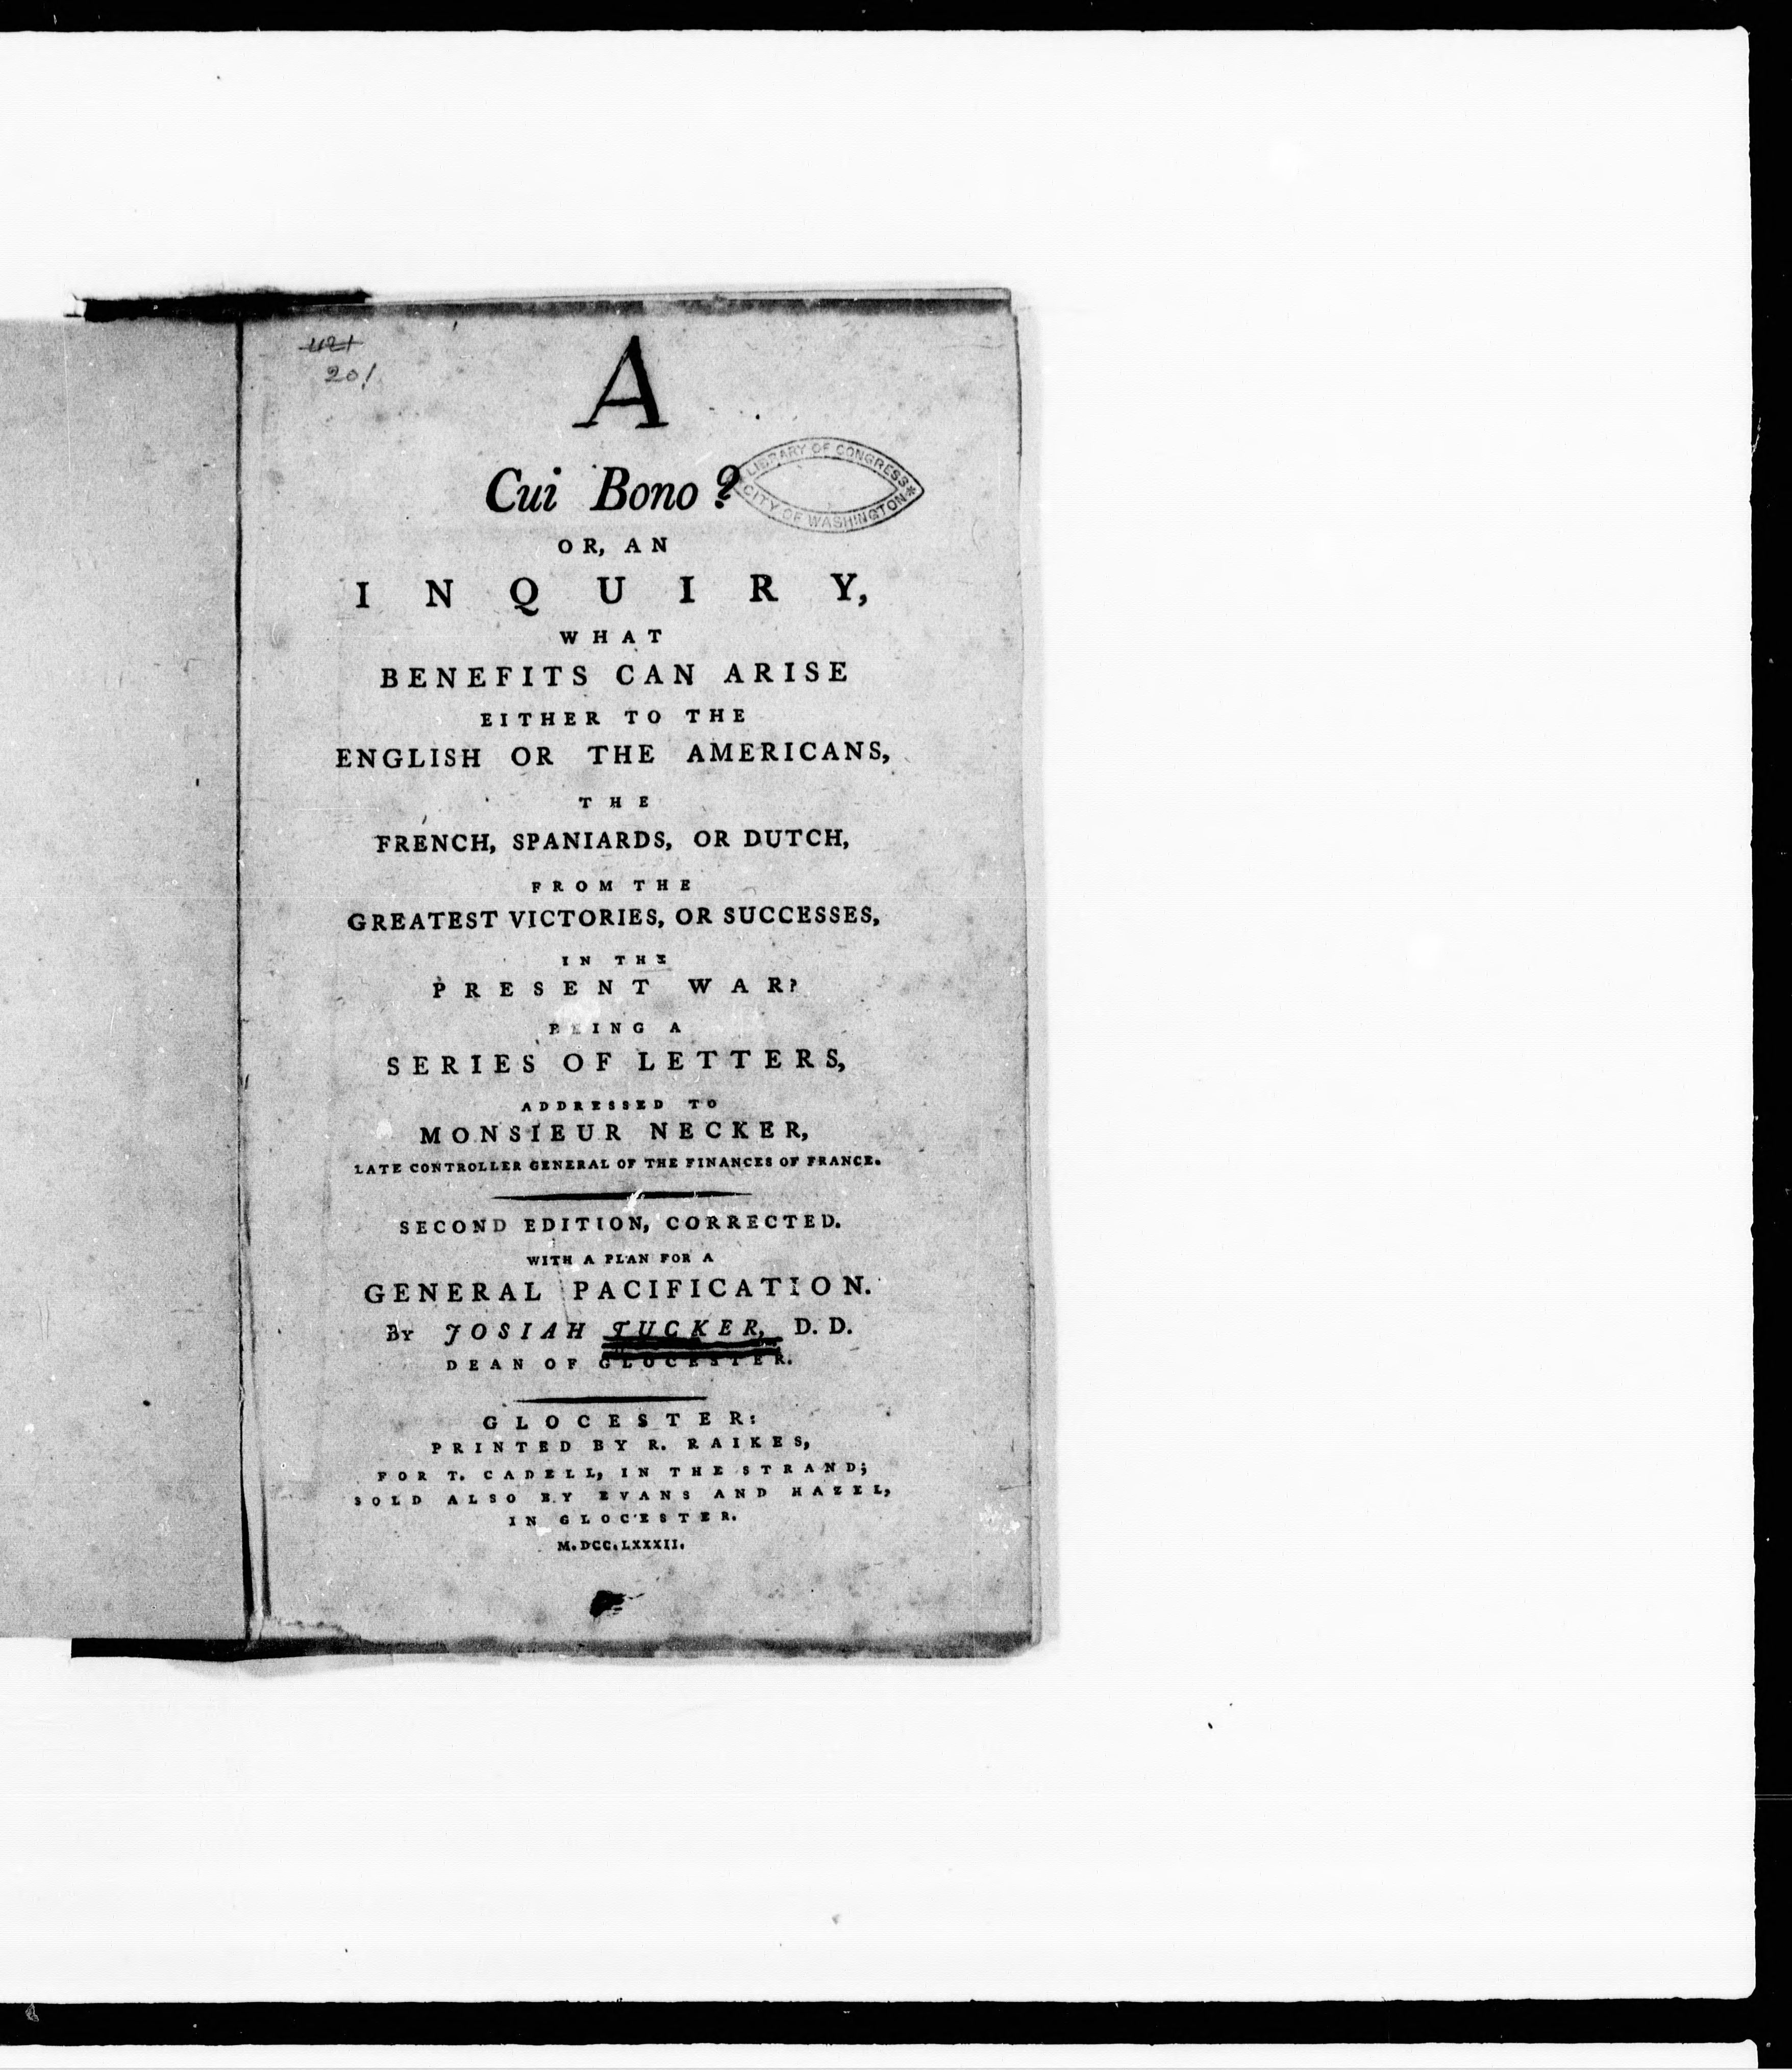 421
201
A
Cui Bono?
LIBRARY OF CONGRESS
CITY OF WASHINGTON
OR, AN
INQUIRY,
WHAT
BENEFITS CAN ARISE
EITHER TO THE
ENGLISH OR THE AMERICANS,
THE
FRENCH, SPANIARDS, OR DUTCH,
FROM THE
GREATEST VICTORIES, OR SUCCESSES,
IN THE
PRESENT WAR?
BEING A
SERIES OF LETTERS,
ADDRESSED TO
MONSIEUR NECKER,
LATE CONTROLLER GENERAL OF THE FINANCES OF FRANCE.
SECOND EDITION, CORRECTED.
WITH A PLAN FOR A
GENERAL PACIFICATION.
BY JOSIAH TUCKER, D. D.
DEAN OF GLOCESTER.
GLOCESTER:
PRINTED BY R. RAIKES,
FOR T. CADELL, IN THE STRAND;
SOLD ALSO BY EVANS AND HAZEL,
IN GLOCESTER.
M.DCC.LXXXII.